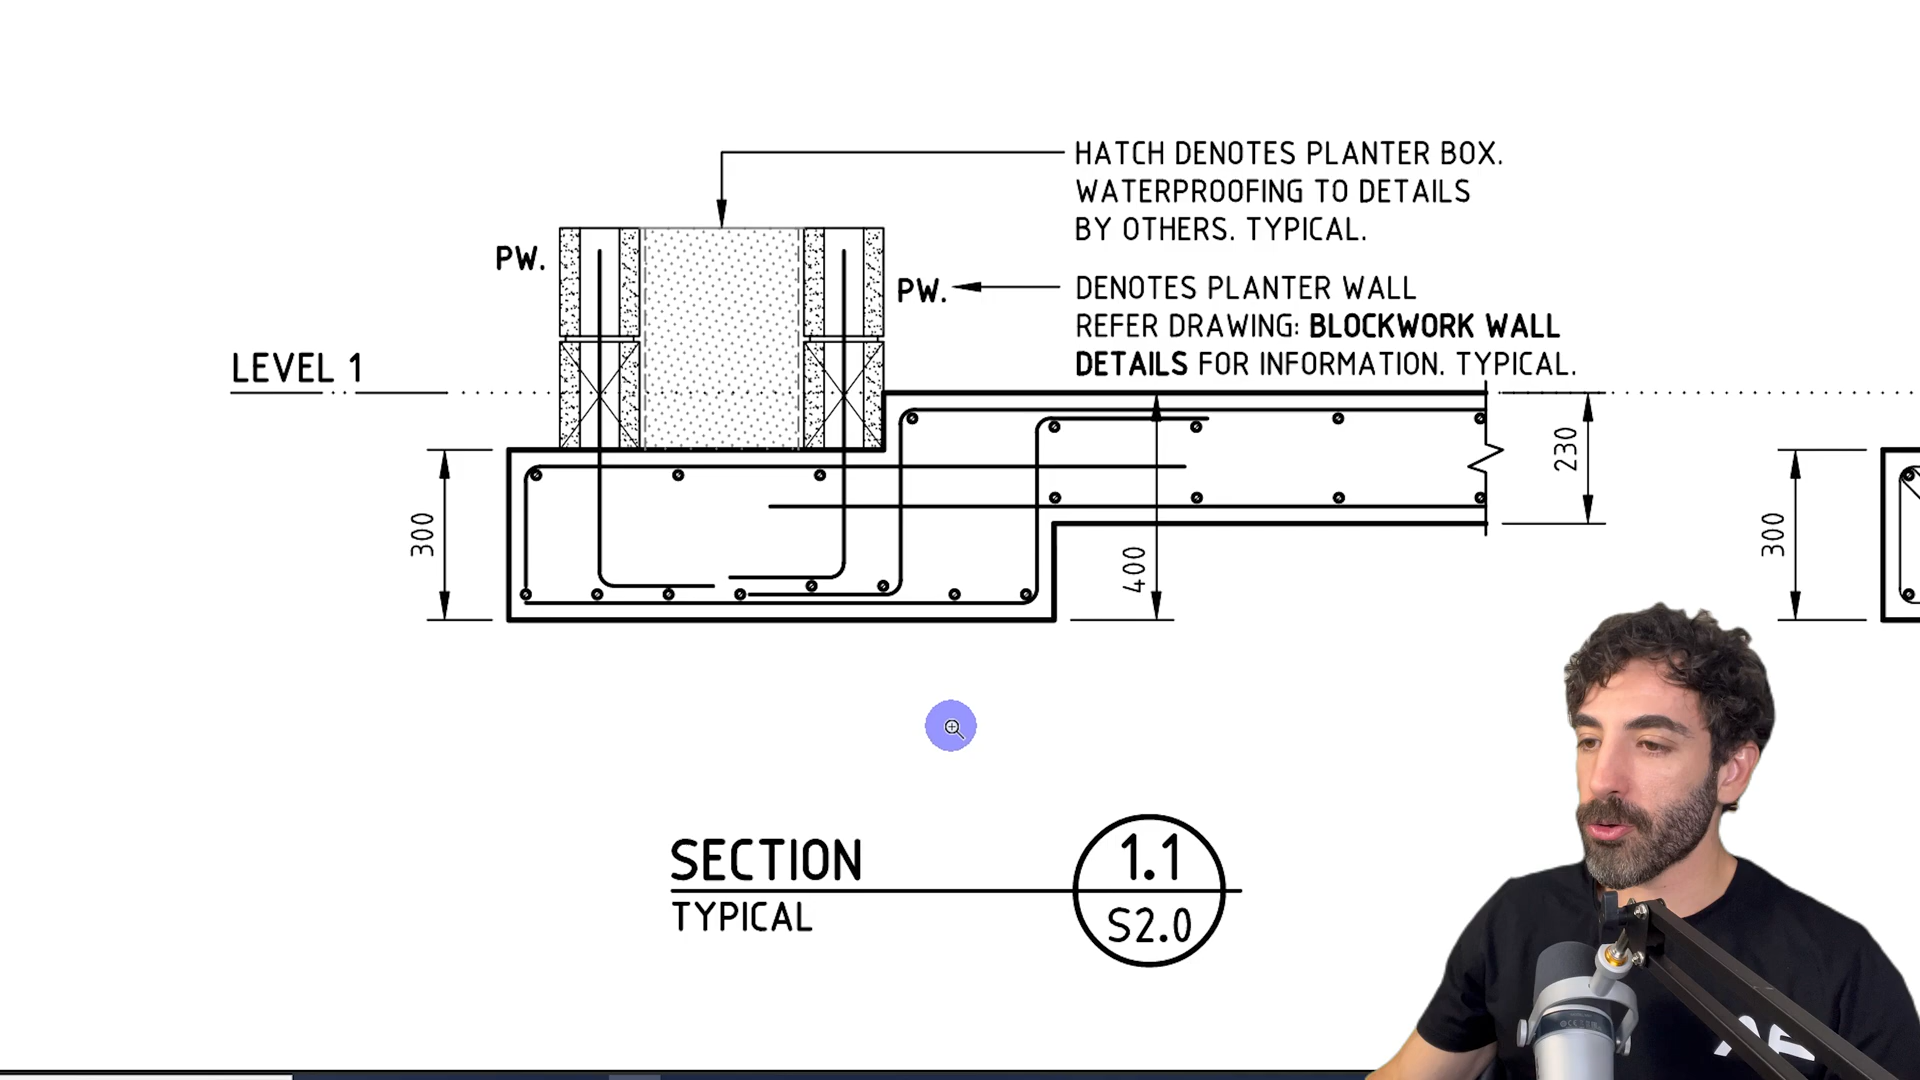 HATCH DENOTES PLANTER BOX.
WATERPROOFING TO DETAILS
BY OTHERS. TYPICAL.
PW.
PW.
DENOTES PLANTER WALL
REFER DRAWING: BLOCKWORK WALL
DETAILS FOR INFORMATION. TYPICAL.
LEVEL 1
300
400
230
300
SECTION
TYPICAL
1.1
S2.0